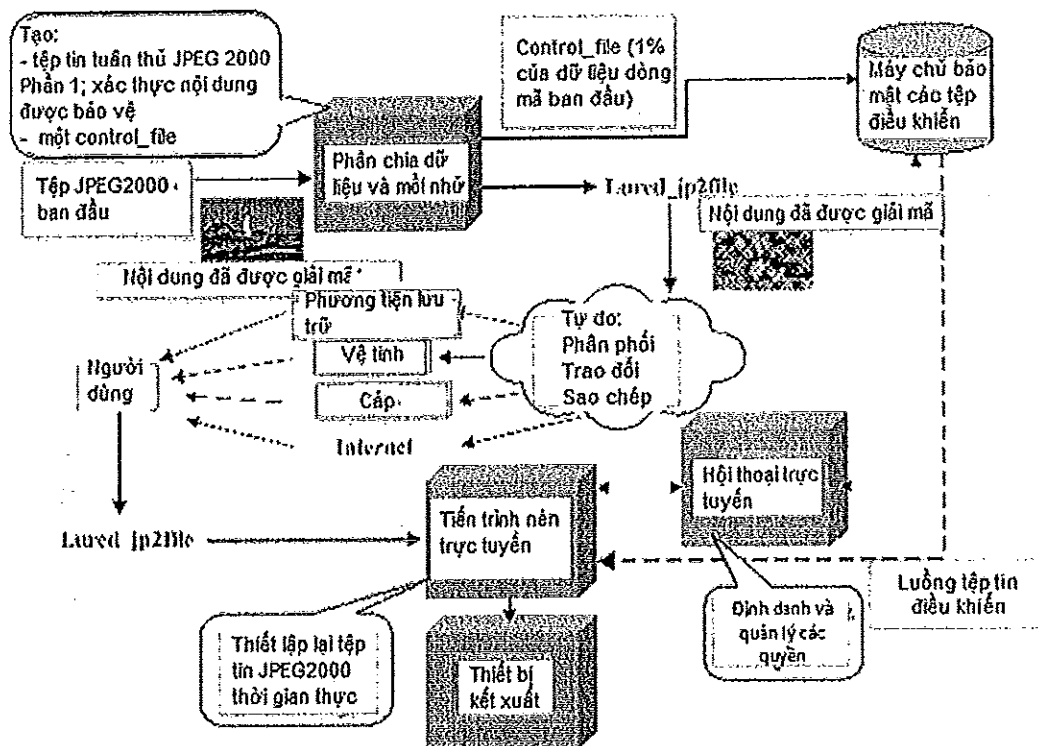 Tạo:
- tệp tin tuân thủ JPEG 2000
Phần 1; xác thực nội dung
được bảo vệ
- một control_file
Control_file (1%
của dữ liệu dòng
mã ban đầu)
Máy chủ bảo
mật các tệp
điều khiển
Tệp JPEG2000
ban đầu
Phân chia dữ
liệu và mồi nhử
Lured_jp2file
Nội dung đã được giải mã
Nội dung đã được giải mã
Phương tiện lưu
trữ
Vệ tinh
Cáp
Internet
Người
dùng
Tự do:
Phân phối
Trao đổi
Sao chép
Hội thoại trực
tuyến
Lured_jp2file
Tiến trình nén
trực tuyến
Luồng tệp tin
điều khiển
Định danh và
quản lý các
quyền
Thiết lập lại tệp
tin JPEG2000
thời gian thực
Thiết bị
kết xuất